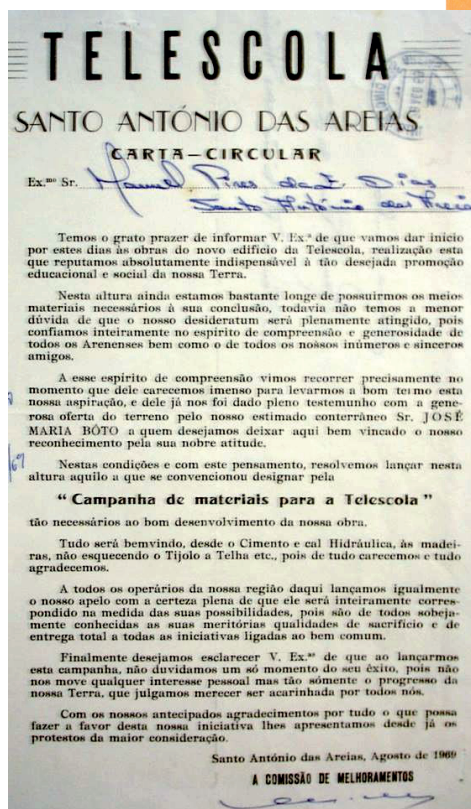 TELESCOLA
SANTO ANTÓNIO DAS AREIAS
CARTA-CIRCULAR
Ex.mo Sr. Manuel Pires Dias
Santo António das Areias
Temos o grato prazer de informar V. Ex.ª de que vamos dar início
por estes dias às obras do novo edifício da Telescola, realização esta
que reputamos absolutamente indispensável à tão desejada promoção
educacional e social da nossa Terra.
Nesta altura ainda estamos bastante longe de possuirmos os meios
materiais necessários à sua conclusão, todavia não temos a menor
dúvida de que o nosso desideratum será plenamente atingido, pois
confiamos inteiramente no espírito de compreensão e generosidade de
todos os Arenenses bem como o de todos os nossos inúmeros e sinceros
amigos.
A esse espírito de compreensão vimos recorrer precisamente no
momento que dele carecemos imenso para levarmos a bom termo esta
nossa aspiração, e dele já nos foi dado pleno testemunho com a gene-
rosa oferta do terreno pelo nosso estimado conterrâneo Sr. JOSÉ
MARIA BÔTO a quem desejamos deixar aqui bem vincado o nosso
reconhecimento pela sua nobre atitude.
Nestas condições e com este pensamento, resolvemos lançar nesta
altura aquilo a que se convencionou designar pela
“Campanha de materiais para a Telescola”
tão necessários ao bom desenvolvimento da nossa obra.
Tudo será bemvindo, desde o Cimento e cal Hidráulica, às madei-
ras, não esquecendo o Tijolo a Telha etc., pois de tudo carecemos e tudo
agradecemos.
A todos os operários da nossa região daqui lançamos igualmente
o nosso apelo com a certeza plena de que ele será inteiramente corres-
pondido na medida das suas possibilidades, pois são de todos sobeja-
mente conhecidas as suas meritórias qualidades de sacrifício e de
entrega total a todas as iniciativas ligadas ao bem comum.
Finalmente desejamos esclarecer V. Ex.as de que ao lançarmos
esta campanha, não duvidamos um só momento do seu êxito, pois não
nos move qualquer interesse pessoal mas tão sòmente o progresso da
nossa Terra, que julgamos merecer ser acarinhada por todos nós.
Com os nossos antecipados agradecimentos por tudo o que possa
fazer a favor desta nossa iniciativa lhes apresentamos desde já os
protestos da maior consideração.
Santo António das Areias, Agosto de 1969
A COMISSÃO DE MELHORAMENTOS